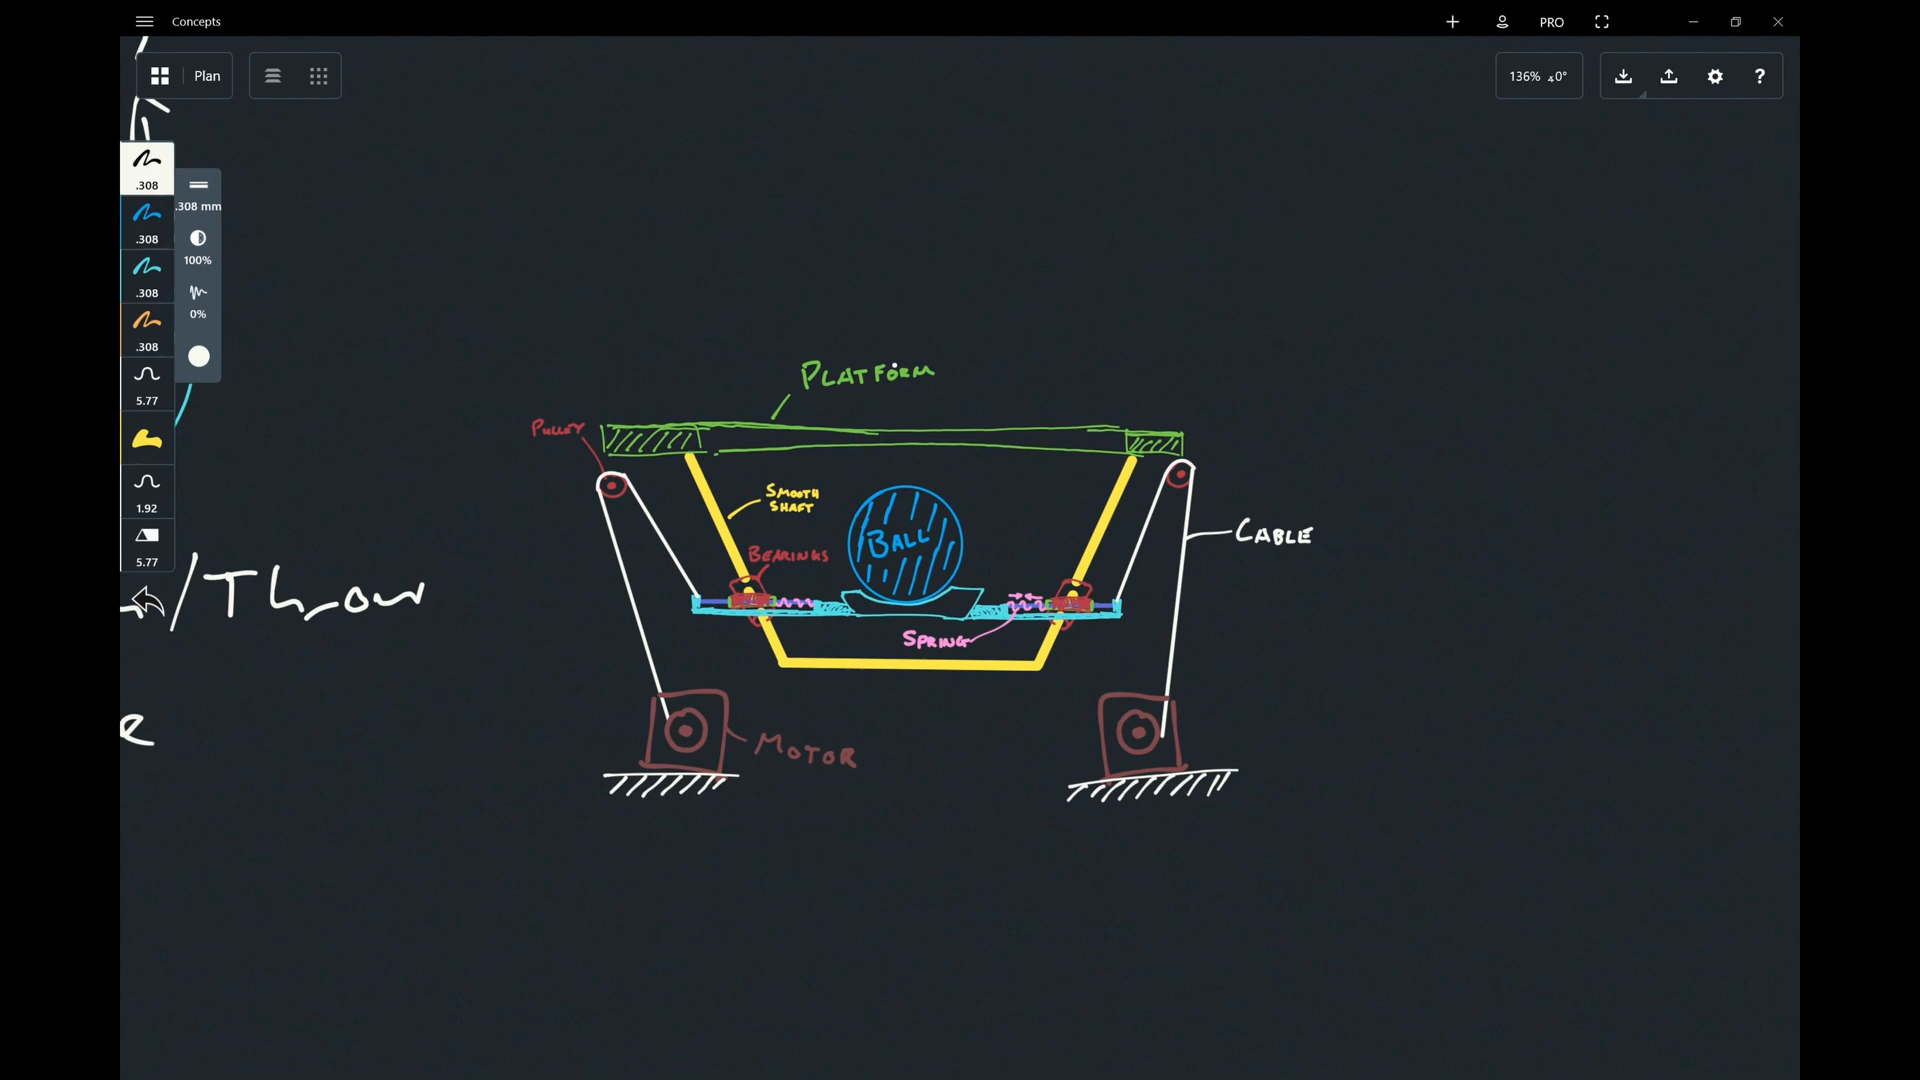 Concepts
PRO
Plan
136% 0°
?
.308
.308 mm
.308
100%
.308
0%
.308
5.77
1.92
5.77
PLATFORM
PULLEY
SMOOTH
SHAFT
BALL
CABLE
BEARINGS
/Throw
SPRING
MOTOR